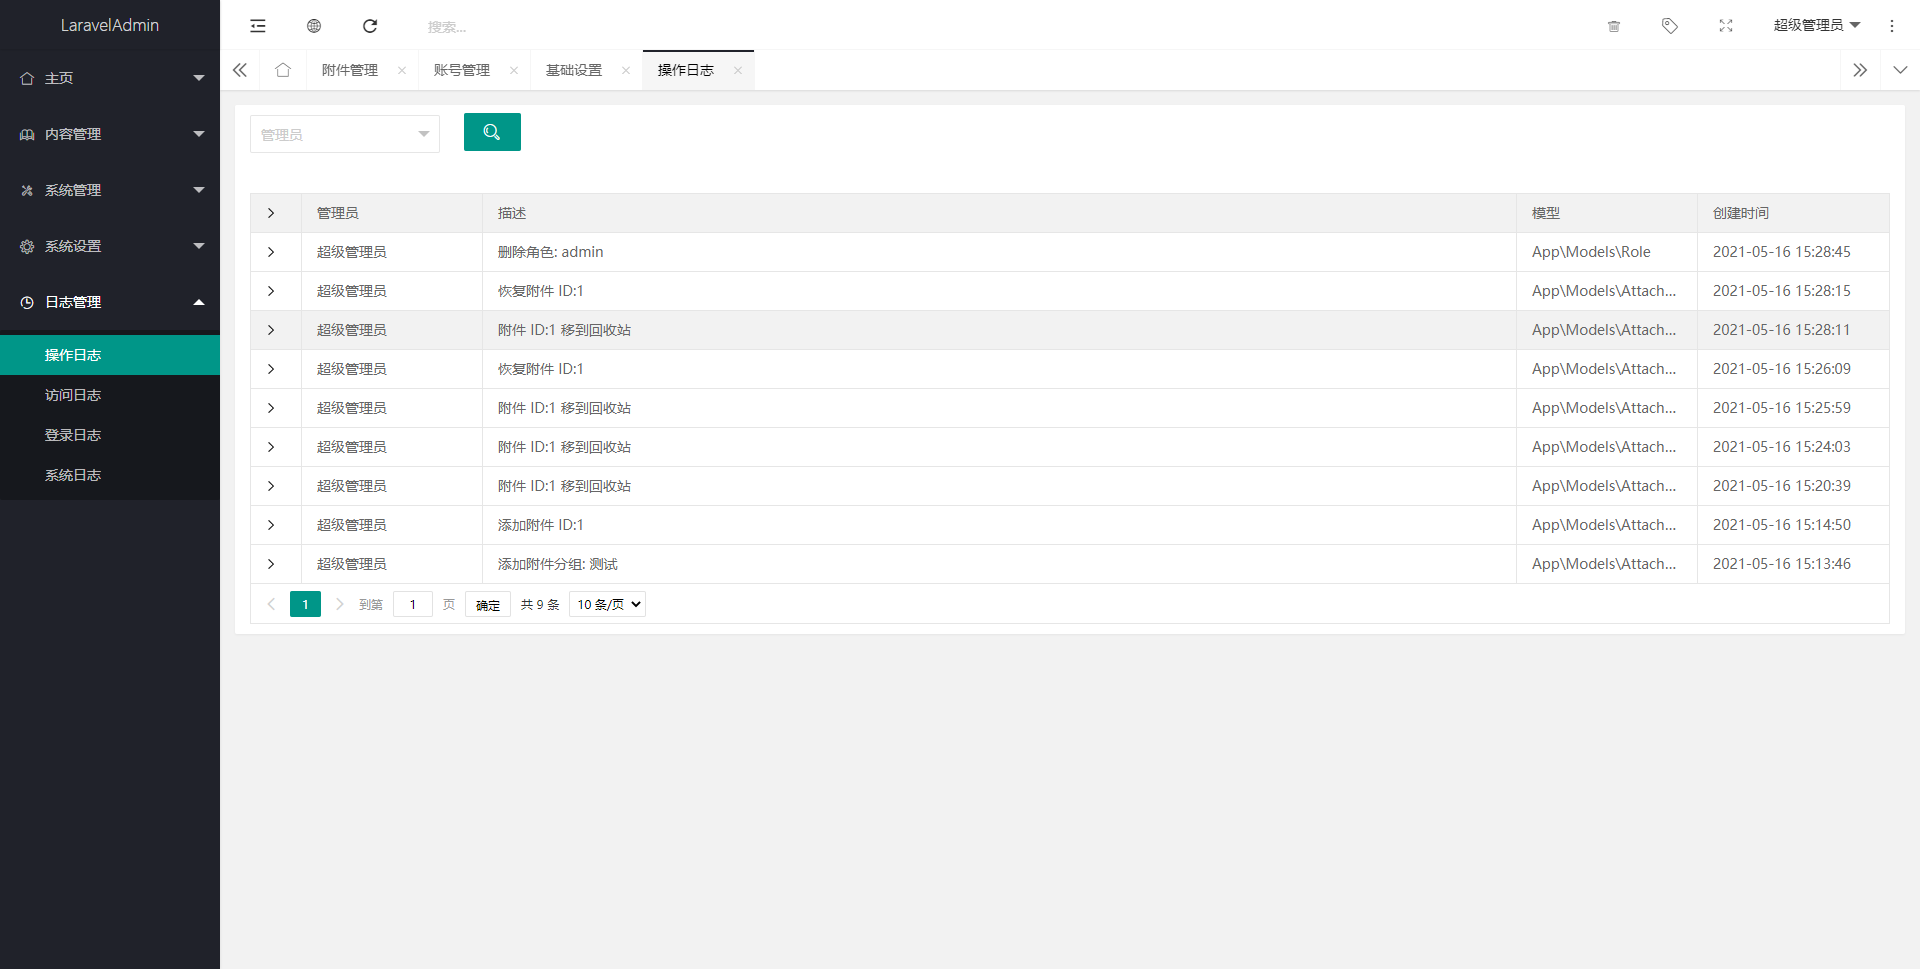 LaravelAdmin
搜索...
超级管理员
主页
内容管理
系统管理
系统设置
日志管理
操作日志
访问日志
登录日志
系统日志
附件管理
账号管理
基础设置
操作日志
管理员
管理员 描述 模型 创建时间
超级管理员 删除角色: admin App\Models\Role 2021-05-16 15:28:45
超级管理员 恢复附件 ID:1 App\Models\Attach... 2021-05-16 15:28:15
超级管理员 附件 ID:1 移到回收站 App\Models\Attach... 2021-05-16 15:28:11
超级管理员 恢复附件 ID:1 App\Models\Attach... 2021-05-16 15:26:09
超级管理员 附件 ID:1 移到回收站 App\Models\Attach... 2021-05-16 15:25:59
超级管理员 附件 ID:1 移到回收站 App\Models\Attach... 2021-05-16 15:24:03
超级管理员 附件 ID:1 移到回收站 App\Models\Attach... 2021-05-16 15:20:39
超级管理员 添加附件 ID:1 App\Models\Attach... 2021-05-16 15:14:50
超级管理员 添加附件分组: 测试 App\Models\Attach... 2021-05-16 15:13:46
1 到第 1 页 确定 共 9 条 10 条/页